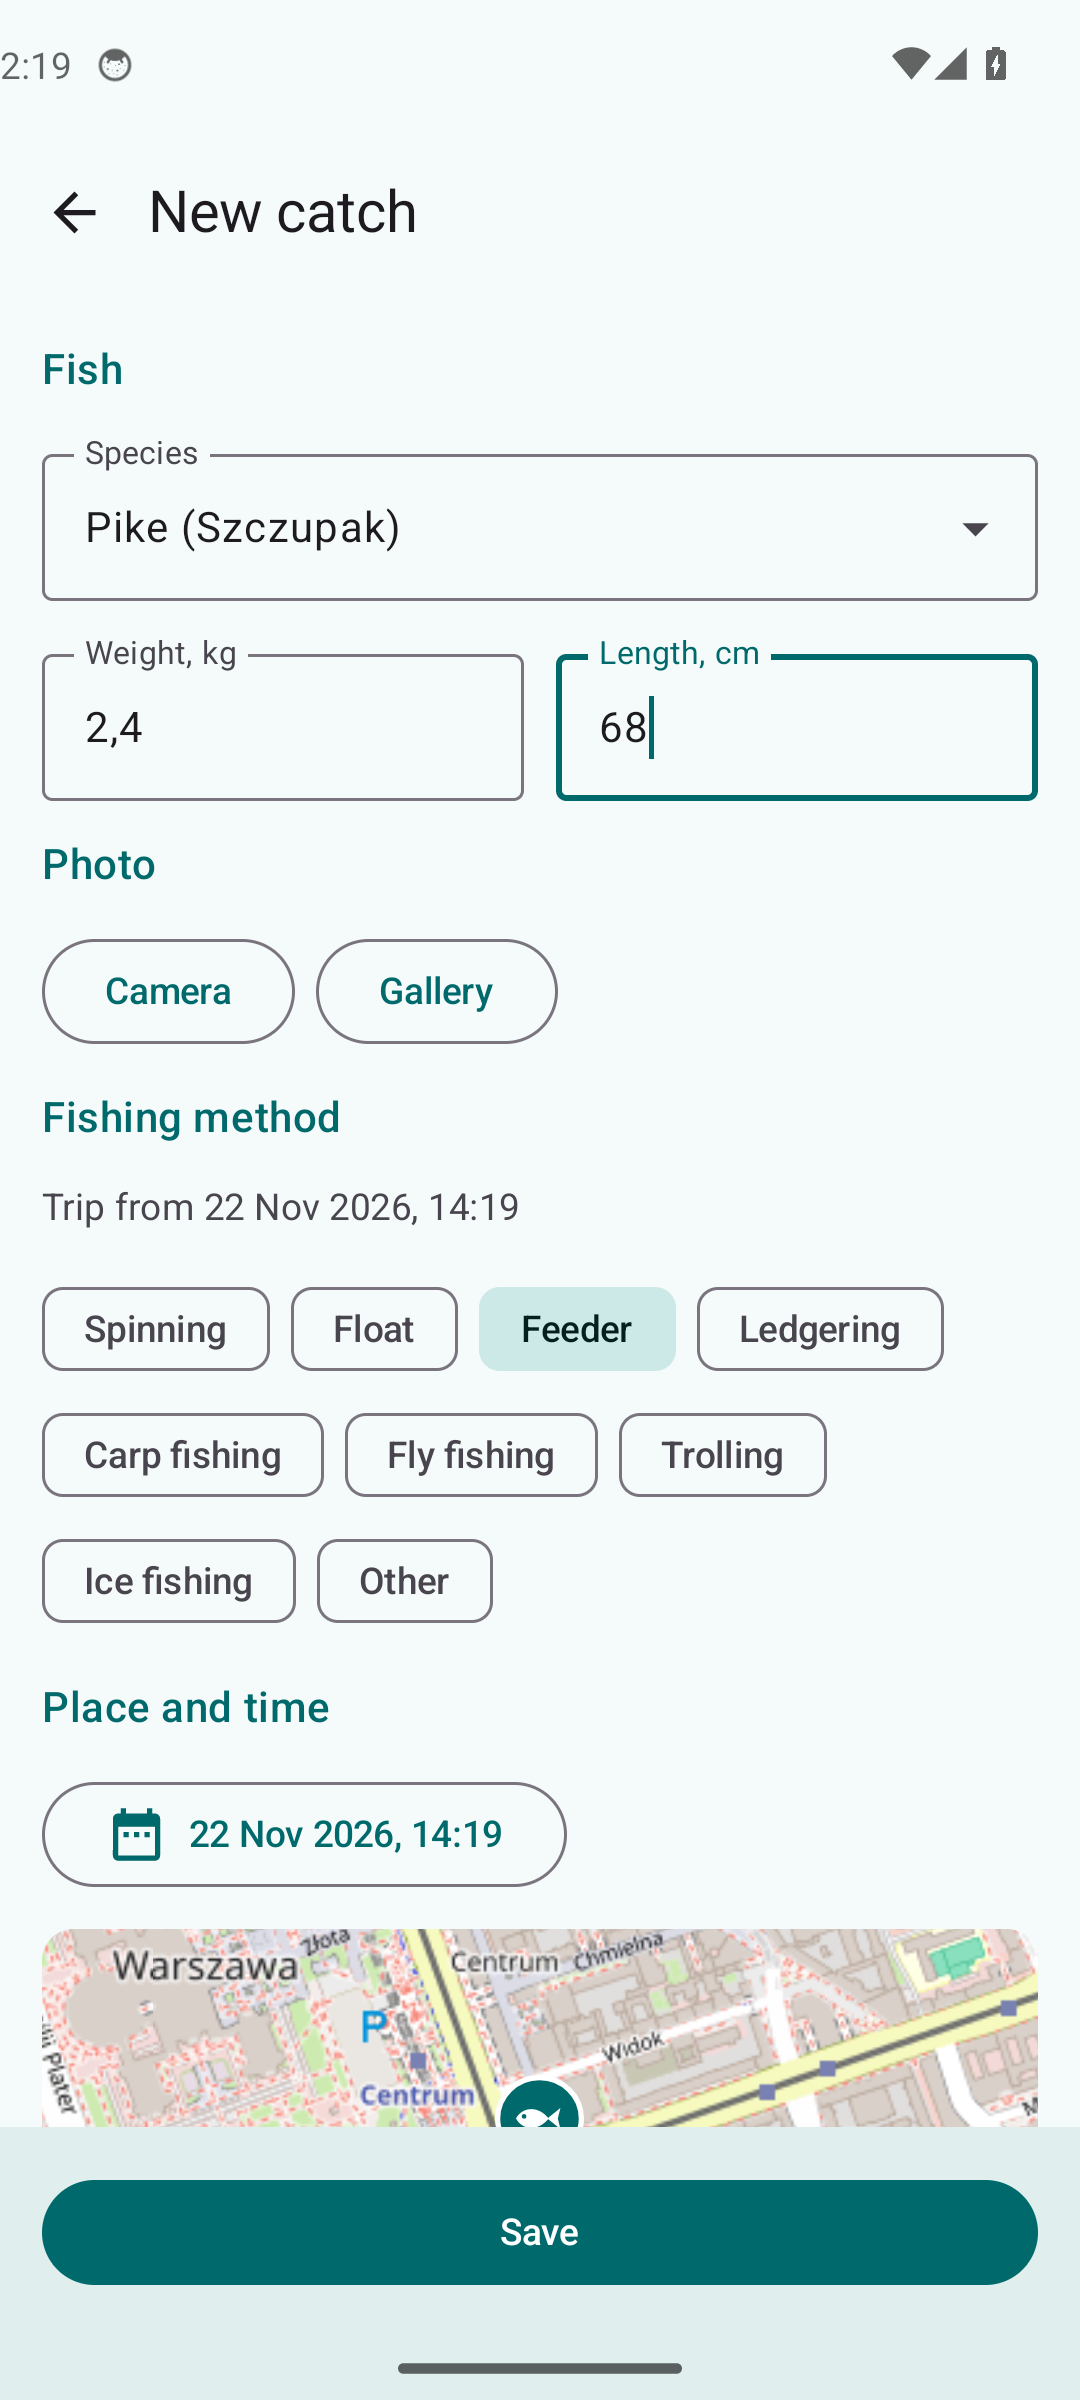 2:19
New catch
Fish
Species
Pike (Szczupak)
Weight, kg
Length, cm
2,4
68
Photo
Camera
Gallery
Fishing method
Trip from 22 Nov 2026, 14:19
Spinning
Float
Feeder
Ledgering
Carp fishing
Fly fishing
Trolling
Ice fishing
Other
Place and time
22 Nov 2026, 14:19
Złota
Warszawa
Centrum
Chmielna
P
Widok
Plater
Centrum
Save